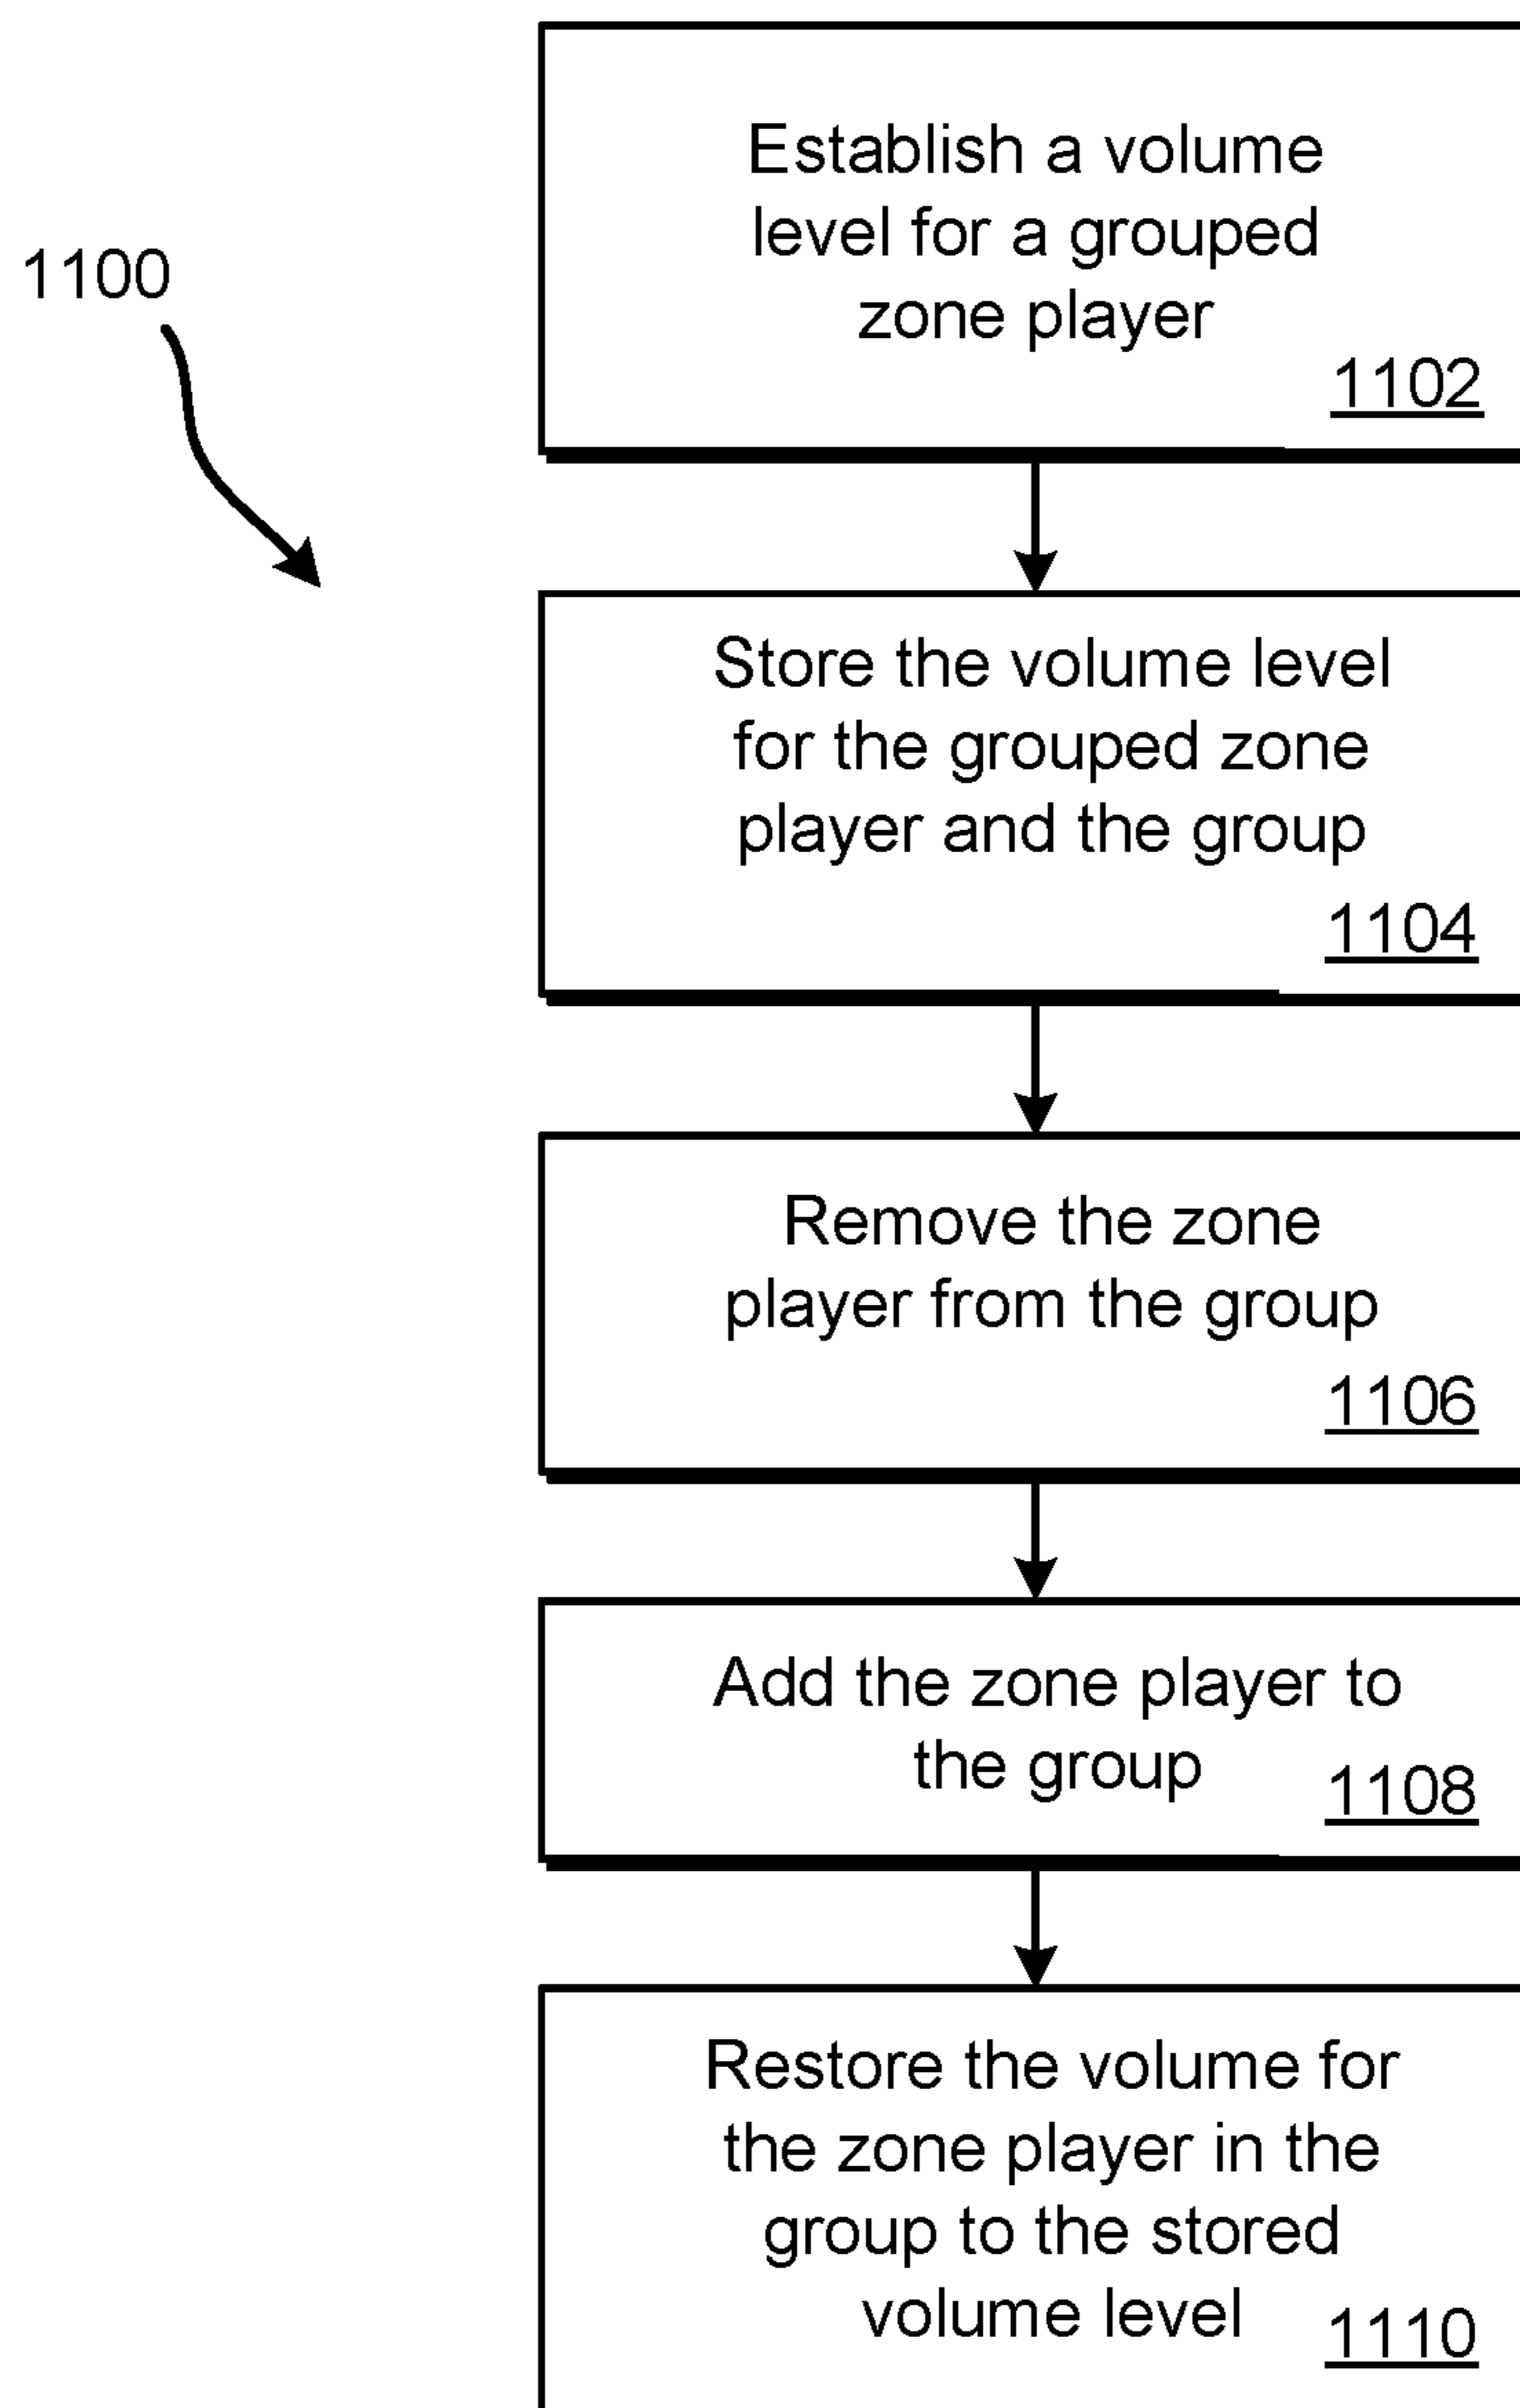 Establish a volume
level for a grouped
zone player
1102
1100
Store the volume level
for the grouped zone
player and the group
1104
Remove the zone
player from the group
1106
Add the zone player to
the group
1108
Restore the volume for
the zone player in the
group to the stored
volume level
1110